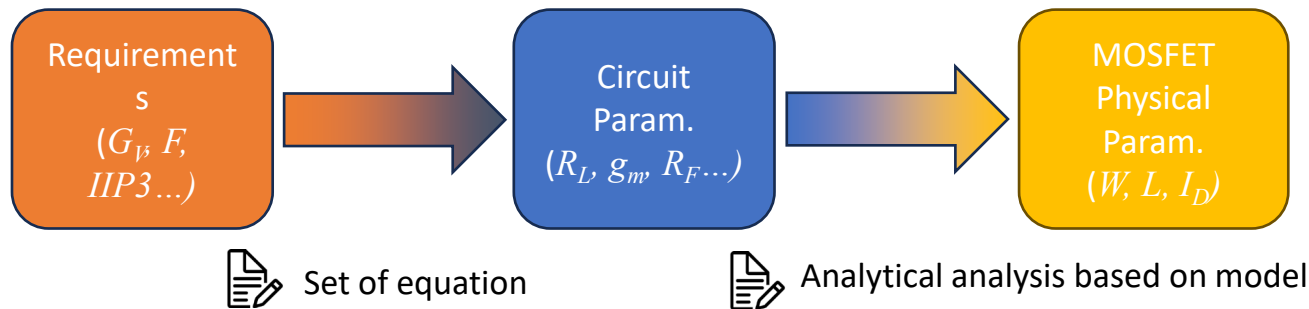 Requirement
s
(G_V, F,
IIP3…)
Circuit
Param.
(R_L, g_m, R_F…)
MOSFET
Physical
Param.
(W, L, I_D)
Set of equation
Analytical analysis based on model